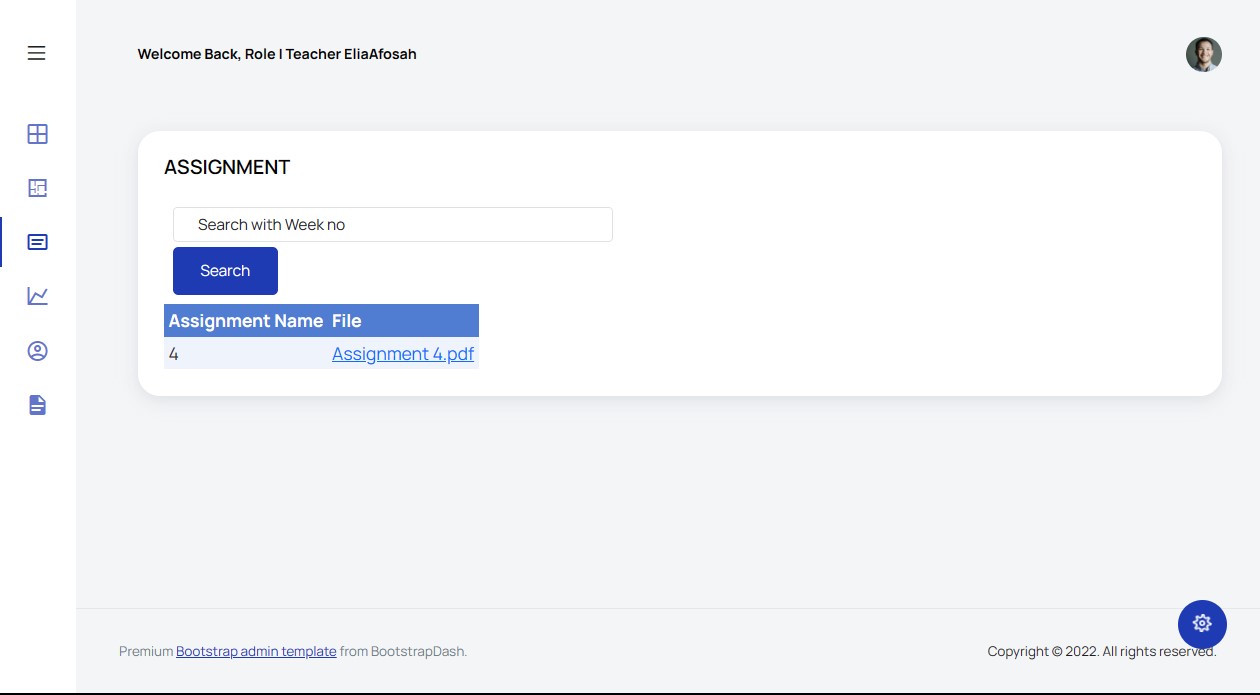 Welcome Back, Role | Teacher EliaAfosah
ASSIGNMENT
Search with Week no
Search
Assignment Name File
4 Assignment 4.pdf
Premium Bootstrap admin template from BootstrapDash. Copyright © 2022. All rights reserved.